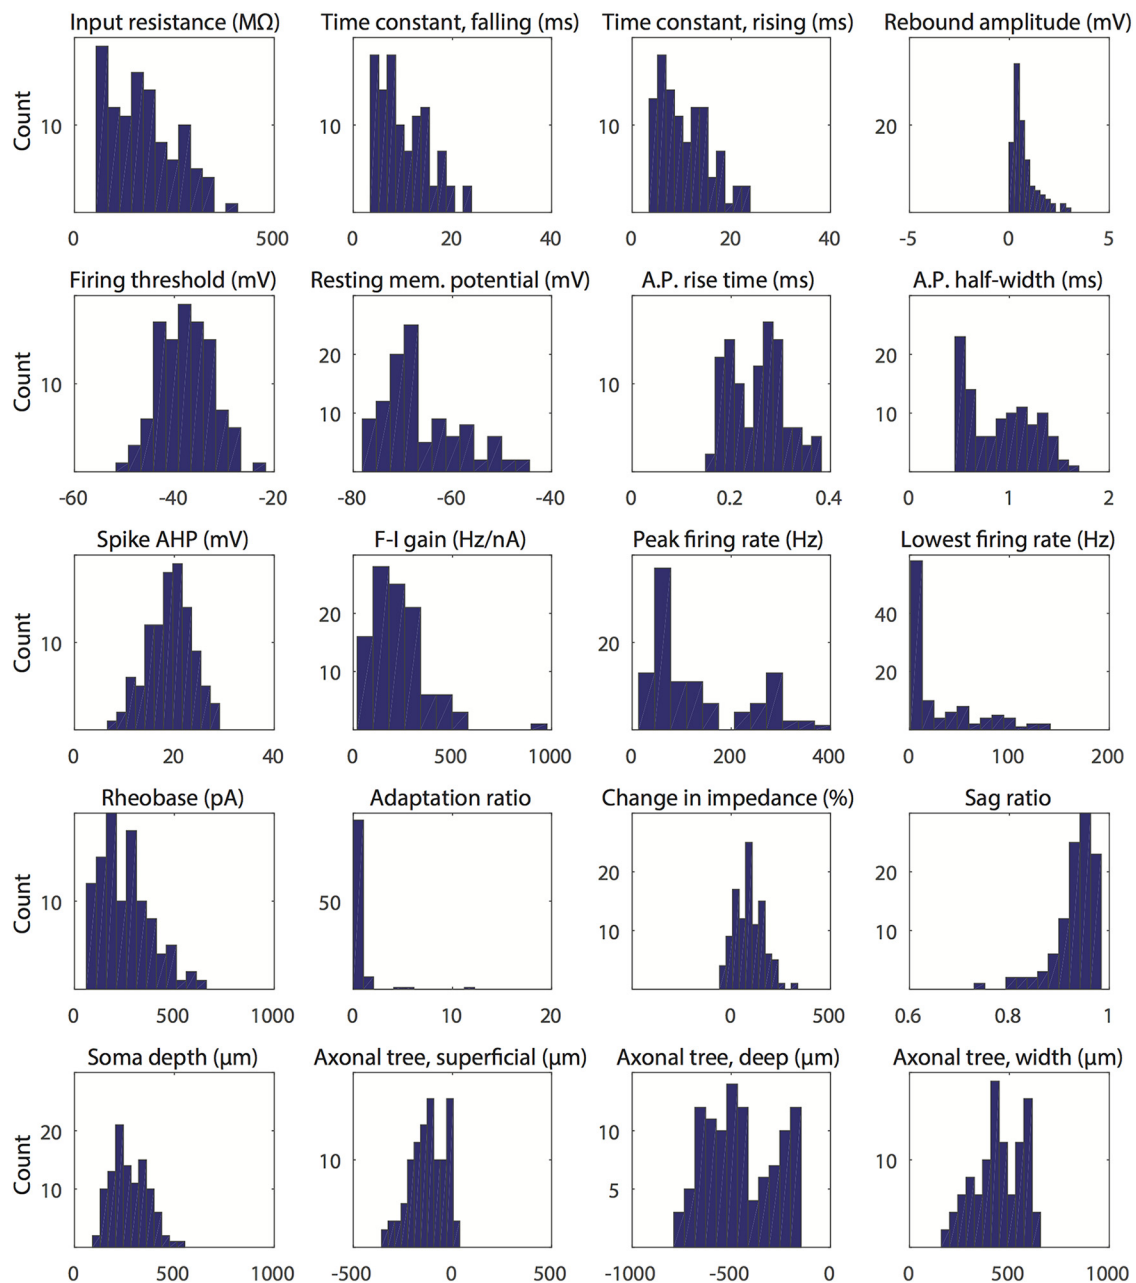 Input resistance (MΩ) Time constant, falling (ms) Time constant, rising (ms) Rebound amplitude (mV)
Count
10 10 10 20
0 500 0 20 40 0 20 40 -5 0 5
Firing threshold (mV) Resting mem. potential (mV) A.P. rise time (ms) A.P. half-width (ms)
Count
20 20
10 10 10 10
-60 -40 -20 -80 -60 -40 0 0.2 0.4 0 1 2
Spike AHP (mV) F-I gain (Hz/nA) Peak firing rate (Hz) Lowest firing rate (Hz)
Count
20 40
10 10 20 20
0 20 40 0 500 1000 0 200 400 0 100 200
Rheobase (pA) Adaptation ratio Change in impedance (%) Sag ratio
Count
20 20
10 50 10 10
0 500 1000 0 10 20 0 500 0.6 0.8 1
Soma depth (µm) Axonal tree, superficial (µm) Axonal tree, deep (µm) Axonal tree, width (µm)
Count
20 10 10 10
10 5
0 500 1000 -500 0 500 -1000 -500 0 0 500 1000